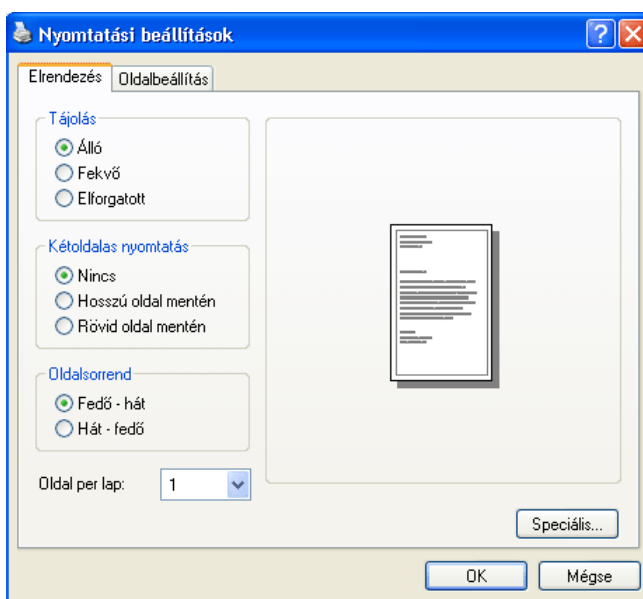 Nyomtatási beállítások
Elrendezés Oldalbeállítás
Tájolás
Álló
Fekvő
Elforgatott
Kétoldalas nyomtatás
Nincs
Hosszú oldal mentén
Rövid oldal mentén
Oldalsorrend
Fedő - hát
Hát - fedő
Oldal per lap: 1
Speciális...
OK Mégse